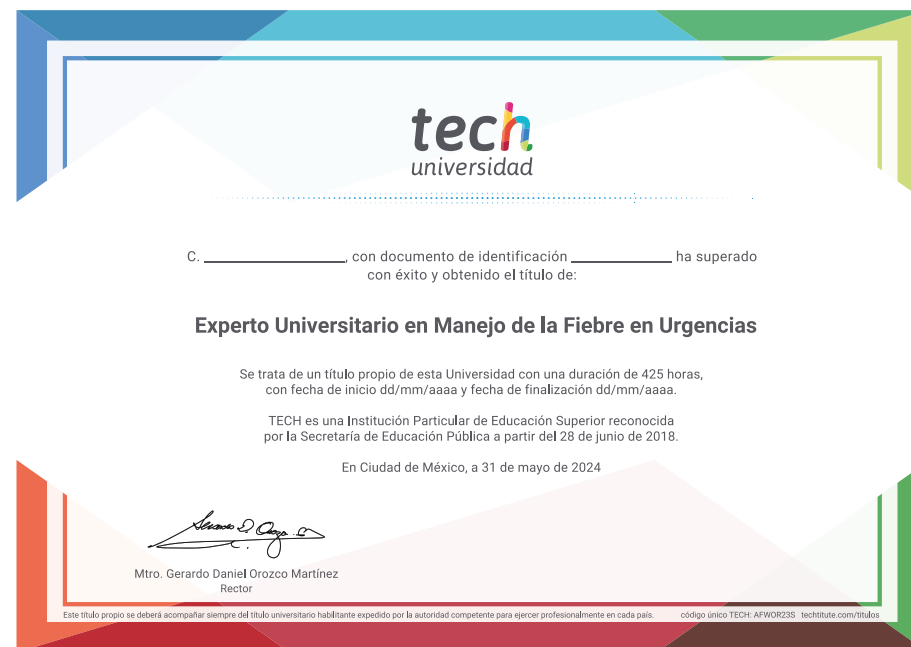 tech
universidad
C. ____________, con documento de identificación ____________ ha superado
con éxito y obtenido el título de:
Experto Universitario en Manejo de la Fiebre en Urgencias
Se trata de un título propio de esta Universidad con una duración de 425 horas,
con fecha de inicio dd/mm/aaaa y fecha de finalización dd/mm/aaaa.
TECH es una Institución Particular de Educación Superior reconocida
por la Secretaría de Educación Pública a partir del 28 de junio de 2018.
En Ciudad de México, a 31 de mayo de 2024
Mtro. Gerardo Daniel Orozco Martínez
Rector
Este título propio se deberá acompañar siempre del título universitario habilitante expedido por la autoridad competente para ejercer profesionalmente en cada país. código único TECH: AFWOR23S techtitute.com/titulos